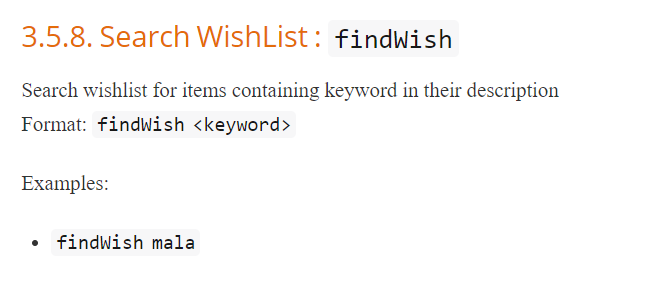 3.5.8. Search WishList : findWish
Search wishlist for items containing keyword in their description
Format: findWish <keyword>
Examples:
• findWish mala